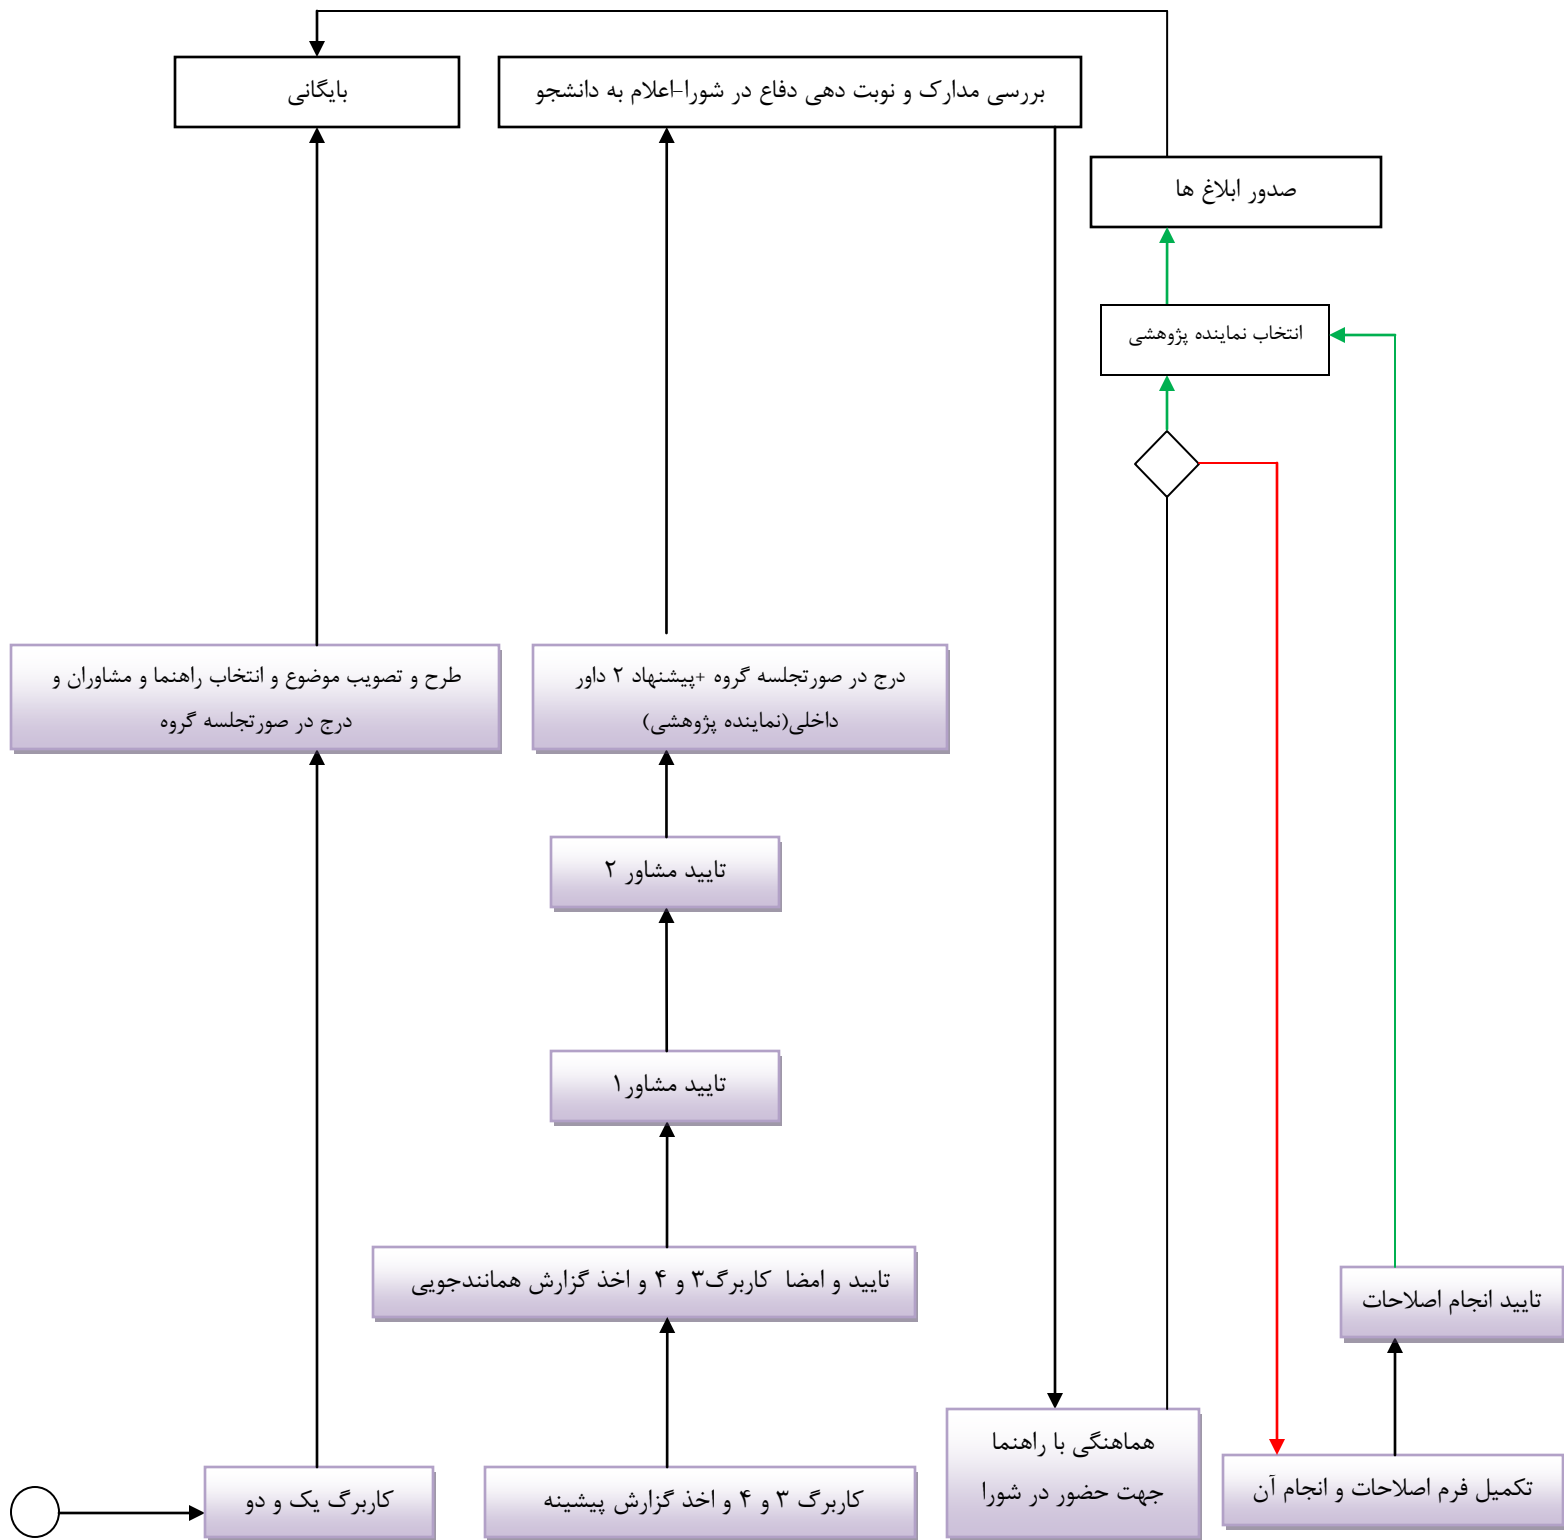 بایگانی
بررسی مدارک و نوبت دهی دفاع در شورا-اعلام به دانشجو
صدور ابلاغ ها
انتخاب نماینده پژوهشی
طرح و تصویب موضوع و انتخاب راهنما و مشاوران و
درج در صورتجلسه گروه
درج در صورتجلسه گروه +پیشنهاد ۲ داور
داخلی(نماینده پژوهشی)
تایید مشاور ۲
تایید مشاور۱
تایید و امضا کاربرگ۳ و ۴ و اخذ گزارش همانندجویی
تایید انجام اصلاحات
کاربرگ یک و دو
کاربرگ ۳ و ۴ و اخذ گزارش پیشینه
هماهنگی با راهنما
جهت حضور در شورا
تکمیل فرم اصلاحات و انجام آن